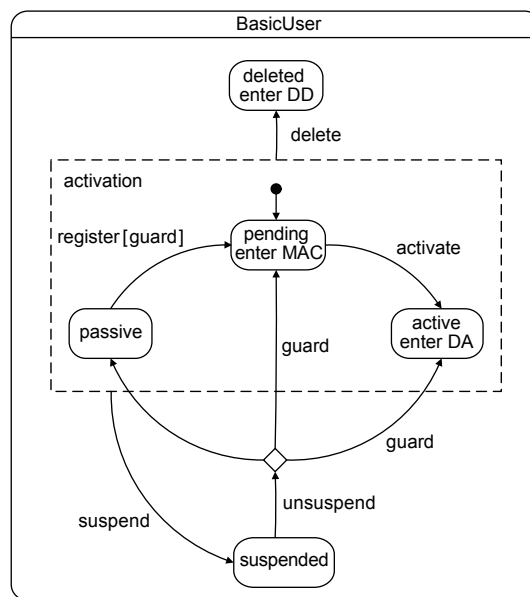 BasicUser
deleted
enter DD
delete
activation
register[guard]
pending
enter MAC
activate
passive
active
enter DA
guard
guard
suspend
unsuspend
suspended